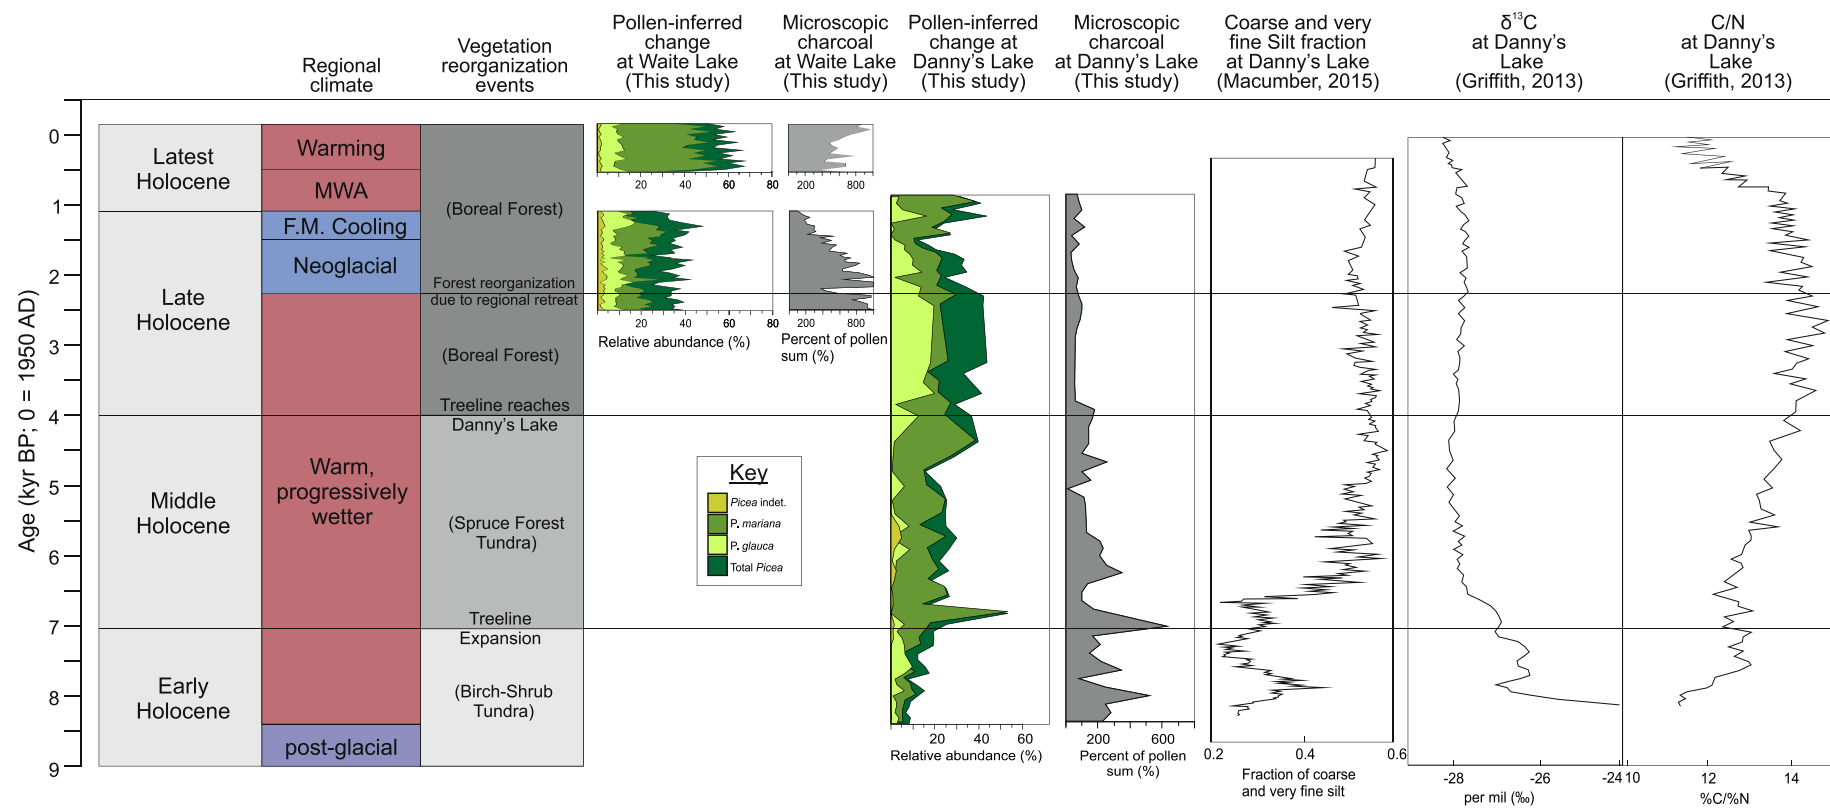 Regional
climate
Vegetation
reorganization
events
Pollen-inferred
change
at Waite Lake
(This study)
Microscopic
charcoal
at Waite Lake
(This study)
Pollen-inferred
change at
Danny's Lake
(This study)
Microscopic
charcoal
at Danny's Lake
(This study)
Coarse and very
fine Silt fraction
at Danny's Lake
(Macumber, 2015)
δ¹³C
at Danny's
Lake
(Griffith, 2013)
C/N
at Danny's
Lake
(Griffith, 2013)
Age (kyr BP; 0 = 1950 AD)
0
1
2
3
4
5
6
7
8
9
Latest
Holocene
Late
Holocene
Middle
Holocene
Early
Holocene
Warming
MWA
F.M. Cooling
Neoglacial
Warm,
progressively
wetter
post-glacial
(Boreal Forest)
Forest reorganization
due to regional retreat
(Boreal Forest)
Treeline reaches
Danny's Lake
(Spruce Forest
Tundra)
Treeline
Expansion
(Birch-Shrub
Tundra)
20 40 60 80
200 800
20 40 60 80
Relative abundance (%)
200 800
Percent of pollen
sum (%)
Key
Picea indet.
P. mariana
P. glauca
Total Picea
20 40 60
Relative abundance (%)
200 600
Percent of pollen
sum (%)
0.2 0.4 0.6
Fraction of coarse
and very fine silt
-28 -26 -24
per mil (‰)
10 12 14
%C/%N